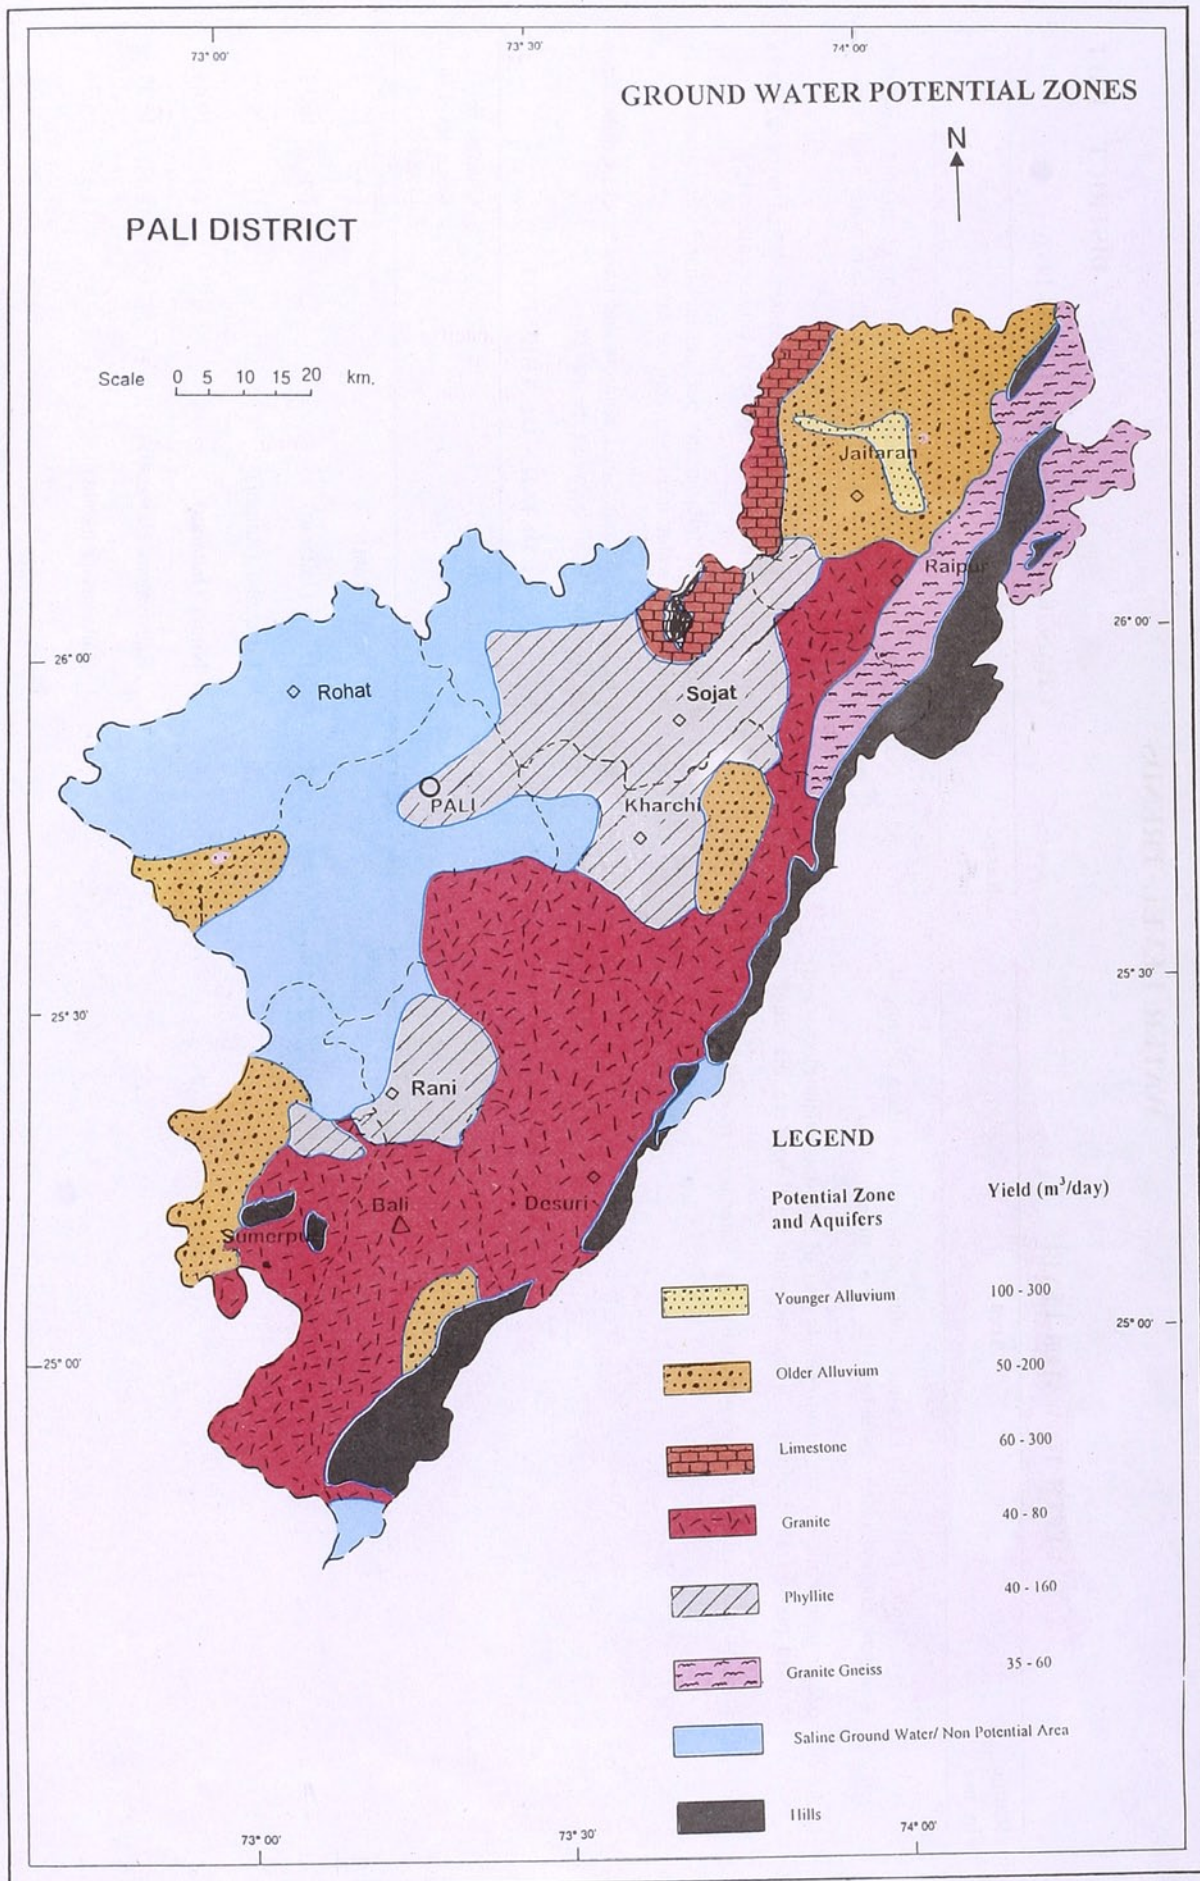 73° 00'
73° 30'
74° 00'
GROUND WATER POTENTIAL ZONES
N
PALI DISTRICT
Scale 0 5 10 15 20 km.
Jaitaran
Raipur
26° 00'
26° 00'
Rohat
Sojat
PALI
Kharchi
25° 30'
25° 30'
Rani
LEGEND
Potential Zone
and Aquifers
Yield (m³/day)
Bali
Desuri
Sumerpu
Younger Alluvium 100 - 300
25° 00'
25° 00'
Older Alluvium 50 -200
Limestone 60 - 300
Granite 40 - 80
Phyllite 40 - 160
Granite Gneiss 35 - 60
Saline Ground Water/ Non Potential Area
Hills
73° 00'
73° 30'
74° 00'